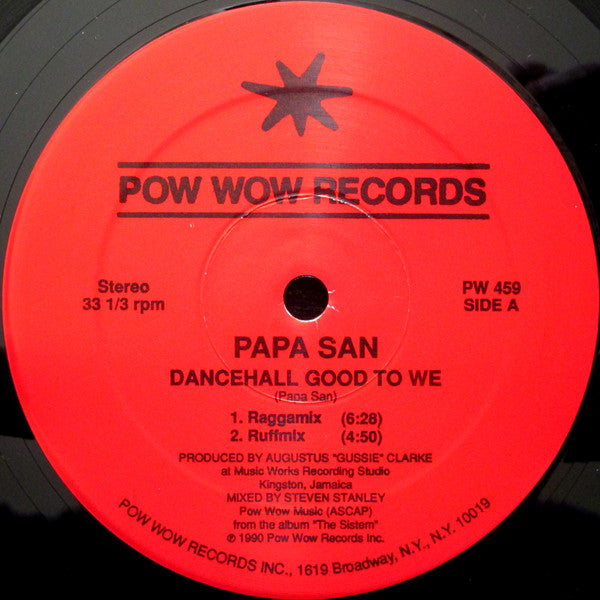 POW WOW RECORDS
Stereo
33 1/3 rpm
PW 459
SIDE A
PAPA SAN
DANCEHALL GOOD TO WE
(Papa San)
1. Raggamix (6:28)
2. Ruffmix (4:50)
PRODUCED BY AUGUSTUS "GUSSIE" CLARKE
at Music Works Recording Studio
Kingston, Jamaica
MIXED BY STEVEN STANLEY
Pow Wow Music (ASCAP)
from the album "The Sistem"
℗ 1990 Pow Wow Records Inc.
POW WOW RECORDS INC., 1619 Broadway, N.Y., N.Y. 10019